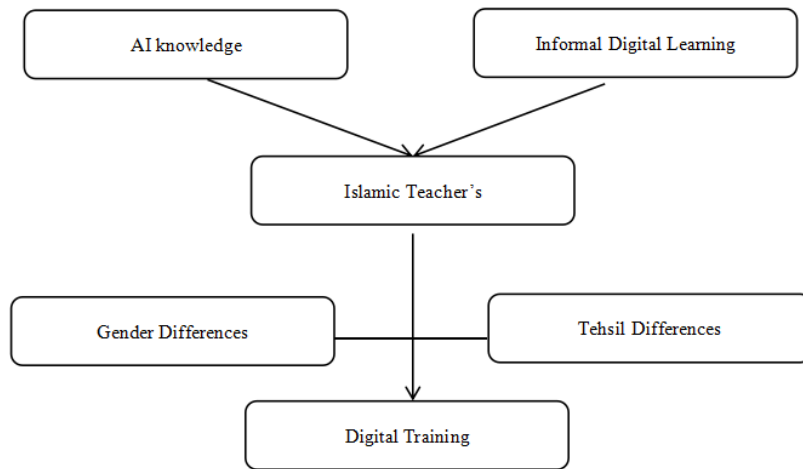 AI knowledge
Informal Digital Learning
Islamic Teacher’s
Gender Differences
Tehsil Differences
Digital Training